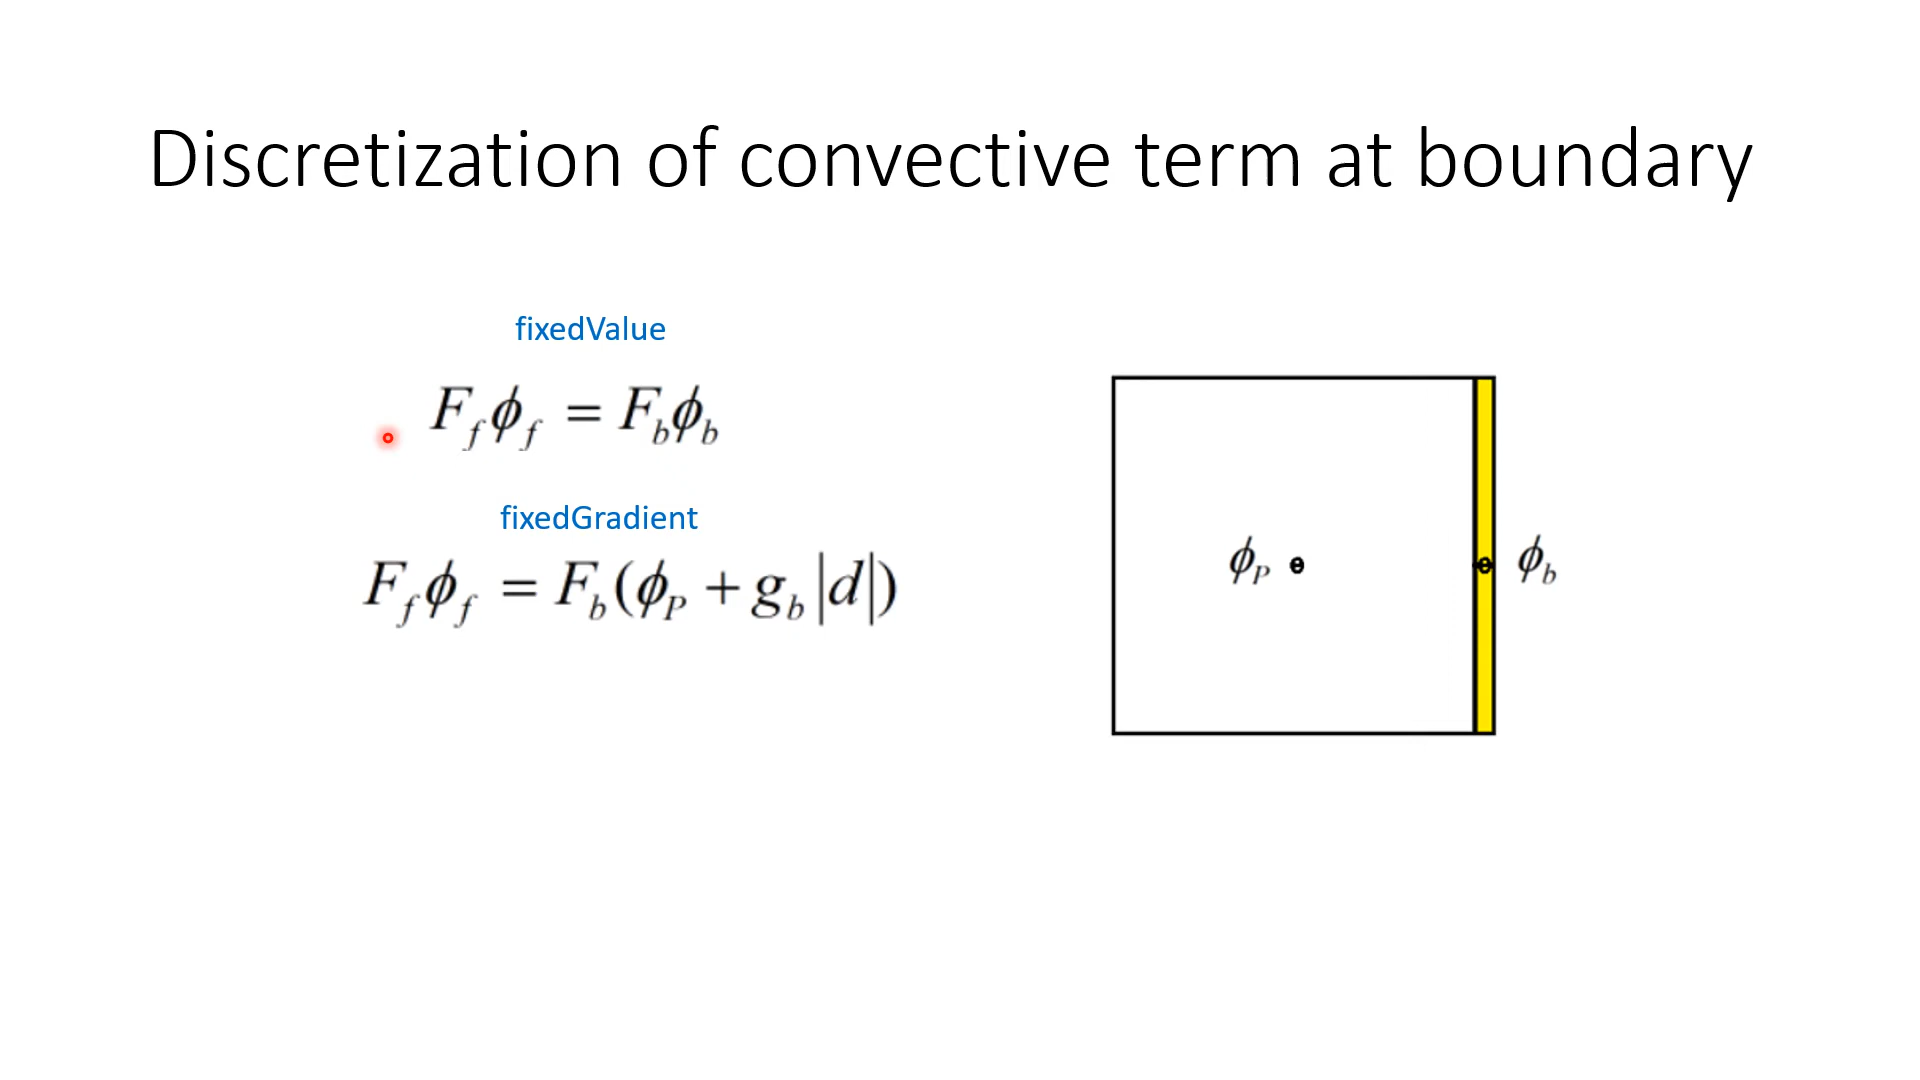 Discretization of convective term at boundary
fixedValue
F_f ϕ_f = F_b ϕ_b
fixedGradient
F_f ϕ_f = F_b (ϕ_P + g_b |d|)
ϕ_P
ϕ_b